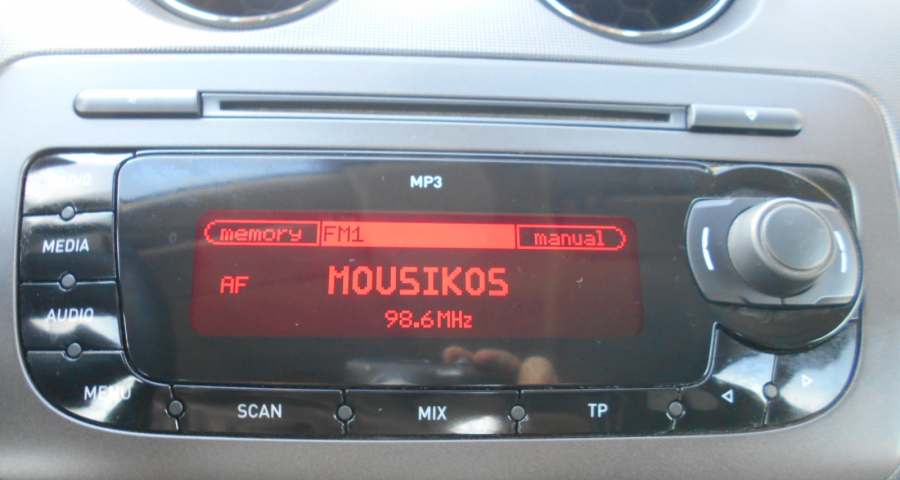 MP3
memory FM1 manual
AF MOUSIKOS
98.6MHz
MEDIA
AUDIO
MENU
SCAN MIX TP